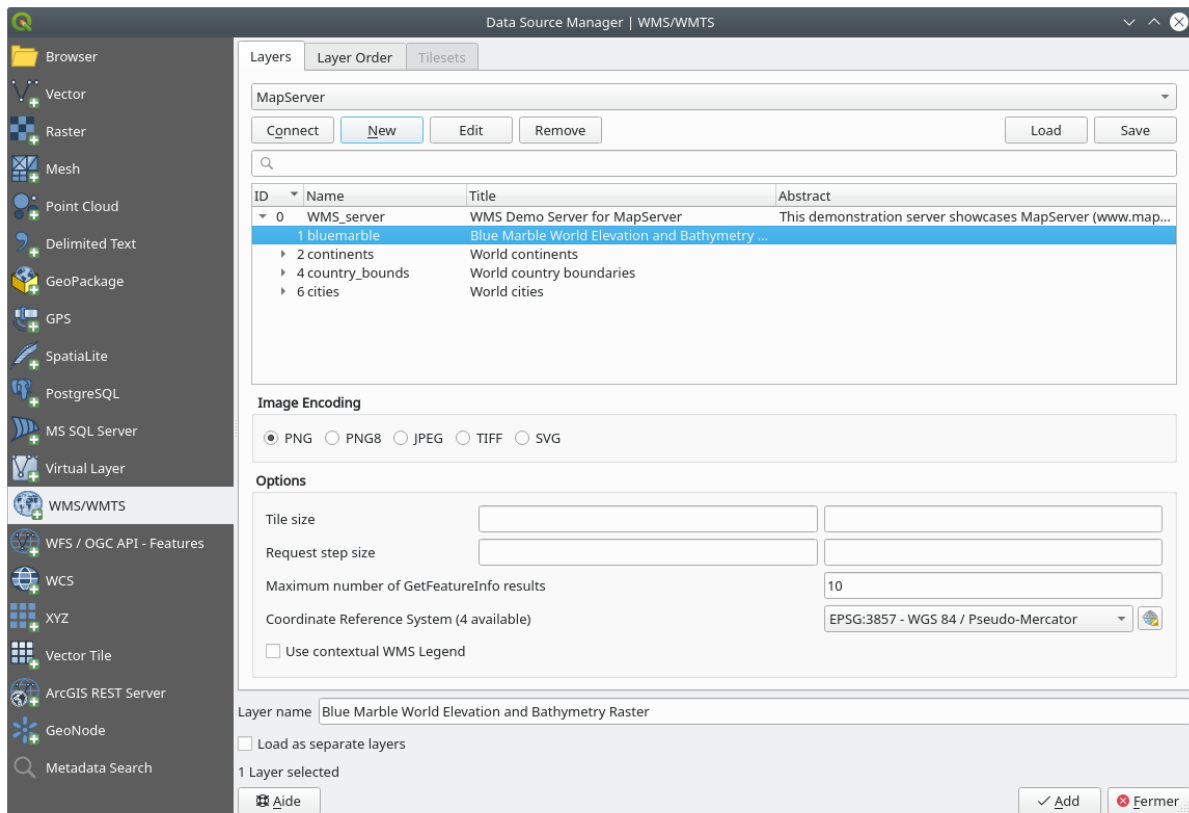 Data Source Manager | WMS/WMTS
Browser
Vector
Raster
Mesh
Point Cloud
Delimited Text
GeoPackage
GPS
SpatiaLite
PostgreSQL
MS SQL Server
Virtual Layer
WMS/WMTS
WFS / OGC API - Features
WCS
XYZ
Vector Tile
ArcGIS REST Server
GeoNode
Metadata Search
Layers Layer Order Tilesets
MapServer
Connect New Edit Remove Load Save
ID Name Title Abstract
0 WMS_server WMS Demo Server for MapServer This demonstration server showcases MapServer (www.map...
1 bluemarble Blue Marble World Elevation and Bathymetry ...
2 continents World continents
4 country_bounds World country boundaries
6 cities World cities
Image Encoding
PNG PNG8 JPEG TIFF SVG
Options
Tile size
Request step size
Maximum number of GetFeatureInfo results 10
Coordinate Reference System (4 available) EPSG:3857 - WGS 84 / Pseudo-Mercator
Use contextual WMS Legend
Layer name Blue Marble World Elevation and Bathymetry Raster
Load as separate layers
1 Layer selected
Aide Add Fermer